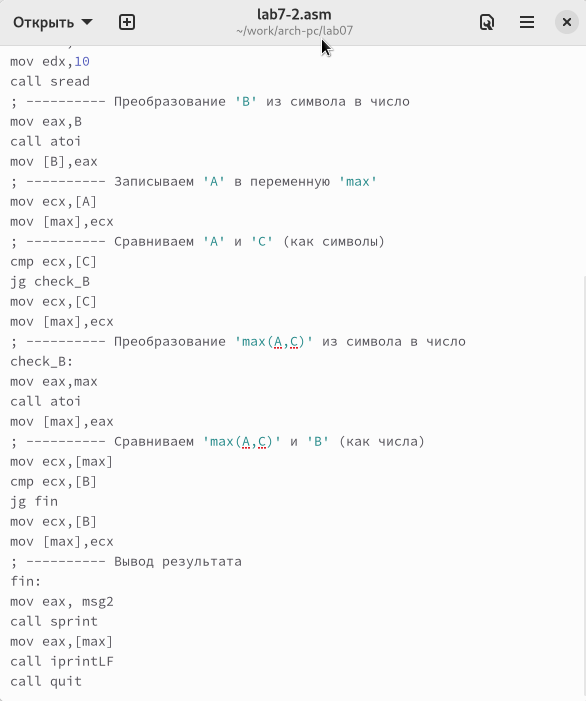 Открыть
lab7-2.asm
~/work/arch-pc/lab07
mov edx,10
call sread
; ---------- Преобразование 'B' из символа в число
mov eax,B
call atoi
mov [B],eax
; ---------- Записываем 'A' в переменную 'max'
mov ecx,[A]
mov [max],ecx
; ---------- Сравниваем 'A' и 'C' (как символы)
cmp ecx,[C]
jg check_B
mov ecx,[C]
mov [max],ecx
; ---------- Преобразование 'max(A,C)' из символа в число
check_B:
mov eax,max
call atoi
mov [max],eax
; ---------- Сравниваем 'max(A,C)' и 'B' (как числа)
mov ecx,[max]
cmp ecx,[B]
jg fin
mov ecx,[B]
mov [max],ecx
; ---------- Вывод результата
fin:
mov eax, msg2
call sprint
mov eax,[max]
call iprintLF
call quit